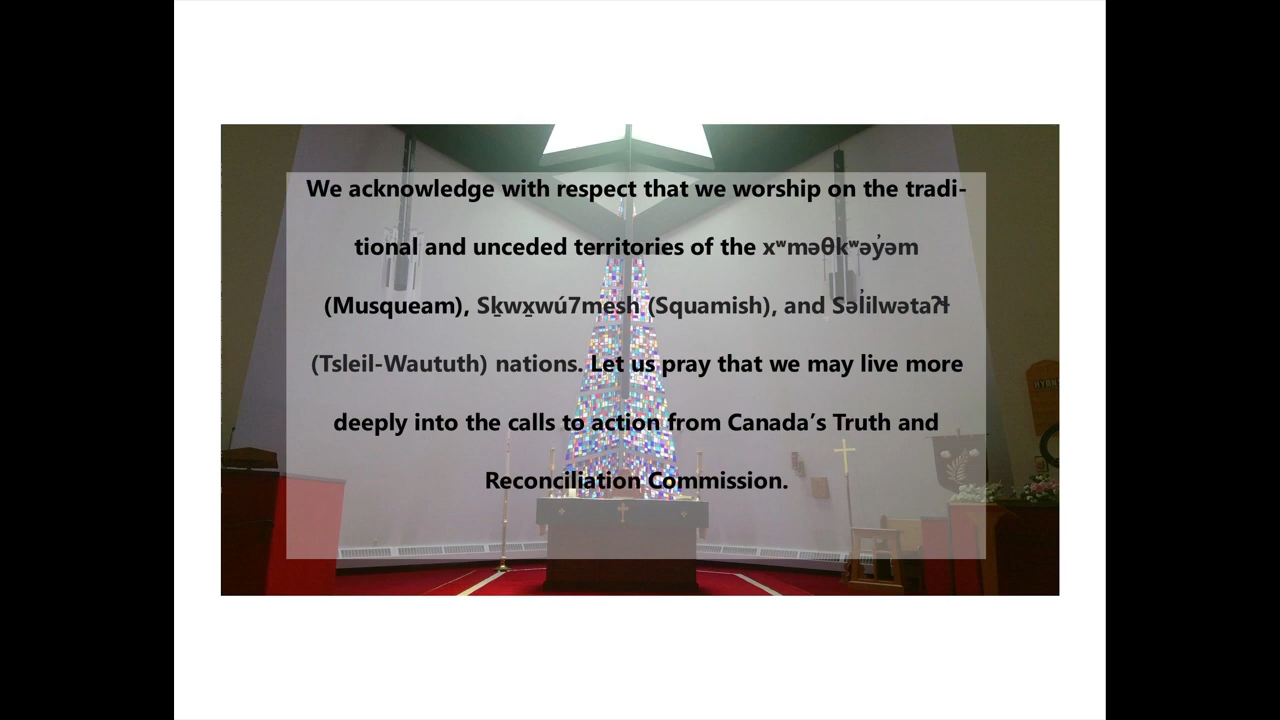 We acknowledge with respect that we worship on the tradi-
tional and unceded territories of the xʷməθkʷəy̓əm
(Musqueam), Sḵwx̱wú7mesh (Squamish), and Səl̓ilwətaʔɬ
(Tsleil-Waututh) nations. Let us pray that we may live more
deeply into the calls to action from Canada’s Truth and
Reconciliation Commission.